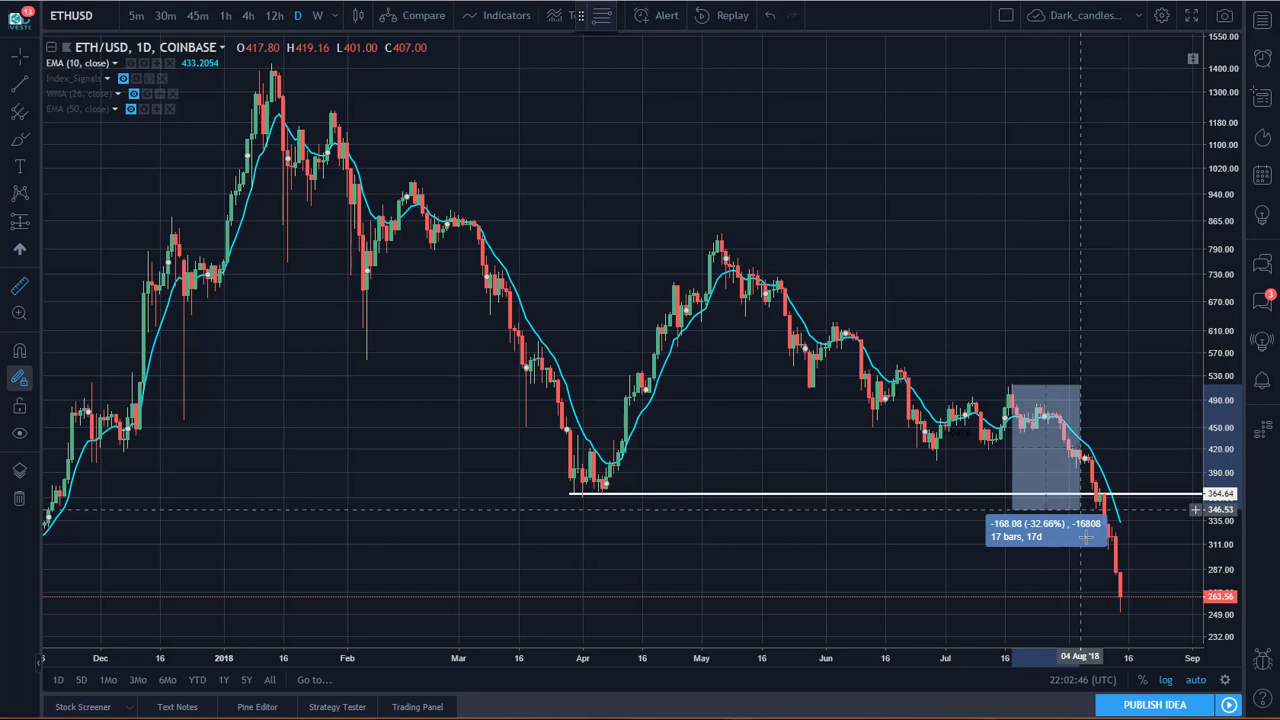 13
ETHUSD
5m 30m 45m 1h 4h 12h D W Compare Indicators Alert Replay Dark_candles...
ETH/USD, 1D, COINBASE O417.80 H419.16 L401.00 C407.00
EMA (10, close) 433.2054
Index_Signals
WMA (26, close)
EMA (50, close)
1550.00
1400.00
1300.00
1180.00
1100.00
1020.00
940.00
865.00
790.00
730.00
670.00
610.00
570.00
530.00
490.00
450.00
420.00
390.00
364.64
346.53
335.00
311.00
287.00
263.56
249.00
232.00
3
-168.08 (-32.66%) , -16808
17 bars, 17d
Dec 16 2018 16 Feb Mar 16 Apr 16 May 16 Jun 16 Jul 16 04 Aug '18 16 Sep
1D 5D 1Mo 3Mo 6Mo YTD 1Y 5Y All Go to... 22:02:46 (UTC) % log auto
Stock Screener Text Notes Pine Editor Strategy Tester Trading Panel PUBLISH IDEA